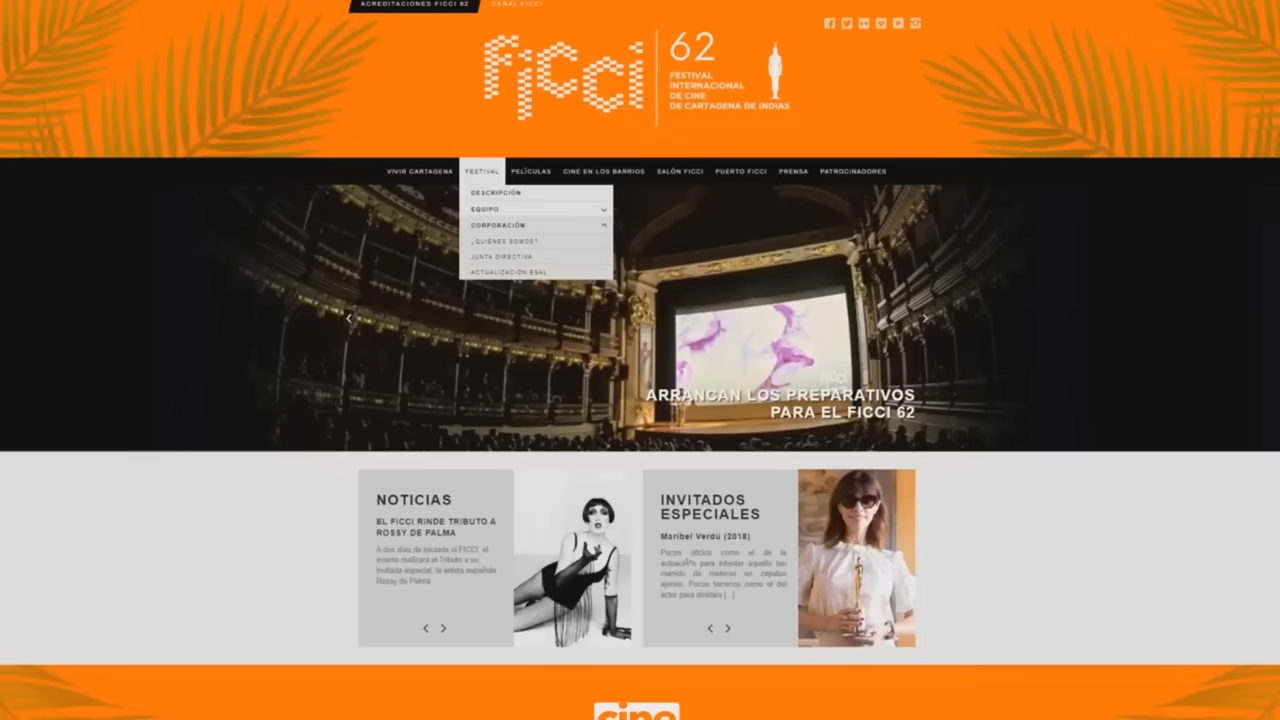 ACREDITACIONES FICCI 62
CANAL FICCI
ficci
62
FESTIVAL
INTERNACIONAL
DE CINE
DE CARTAGENA DE INDIAS
VIVIR CARTAGENA FESTIVAL PELÍCULAS CINE EN LOS BARRIOS SALÓN FICCI PUERTO FICCI PRENSA PATROCINADORES
DESCRIPCIÓN
EQUIPO
CORPORACIÓN
¿QUIÉNES SOMOS?
JUNTA DIRECTIVA
ACTUALIZACIÓN ESAL
ARRANCAN LOS PREPARATIVOS
PARA EL FICCI 62
NOTICIAS
EL FICCI RINDE TRIBUTO A
ROSSY DE PALMA
A dos días de iniciada el FICCI, el
evento realizará el Tributo a su
invitada especial, la artista española
Rossy de Palma
INVITADOS
ESPECIALES
Maribel Verdú (2018)
Pocos oficios como el de la
actuaciÃ³n para intentar aquello tan
manido de meterse en zapatos
ajenos. Pocos terrenos como el del
actor para olvidars [...]
cine